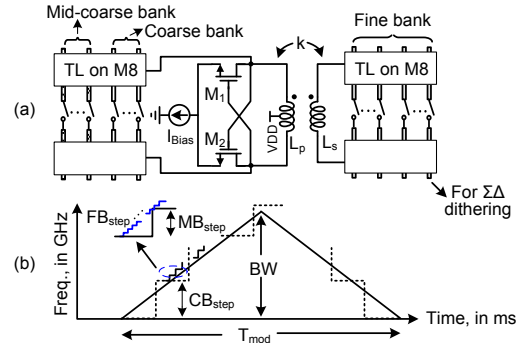 Mid-coarse bank
Coarse bank
Fine bank
TL on M8
k
TL on M8
(a)
M1
M2
IBias
VDD
Lp
Ls
For ΣΔ
dithering
FBstep
MBstep
(b)
Freq., in GHz
CBstep
BW
Time, in ms
Tmod